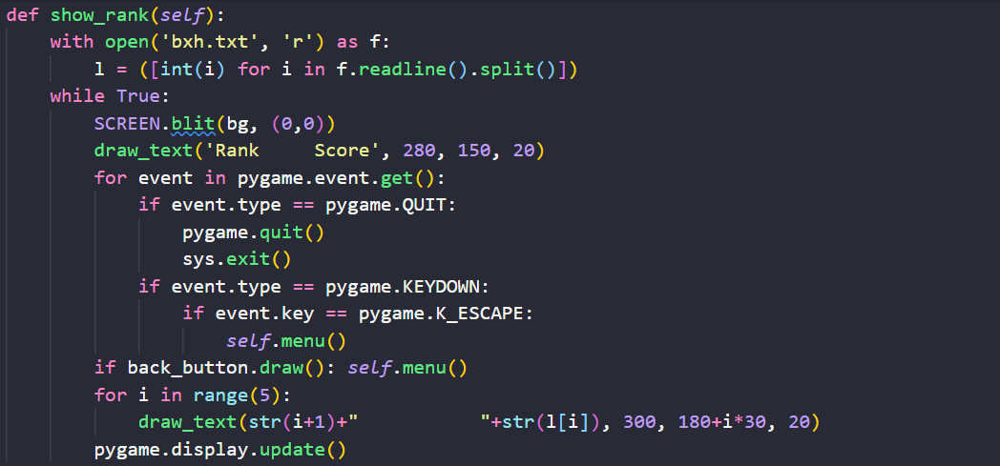 def show_rank(self):
    with open('bxh.txt', 'r') as f:
        l = ([int(i) for i in f.readline().split()])
    while True:
        SCREEN.blit(bg, (0,0))
        draw_text('Rank     Score', 280, 150, 20)
        for event in pygame.event.get():
            if event.type == pygame.QUIT:
                pygame.quit()
                sys.exit()
            if event.type == pygame.KEYDOWN:
                if event.key == pygame.K_ESCAPE:
                    self.menu()
        if back_button.draw(): self.menu()
        for i in range(5):
            draw_text(str(i+1)+"           "+str(l[i]), 300, 180+i*30, 20)
        pygame.display.update()